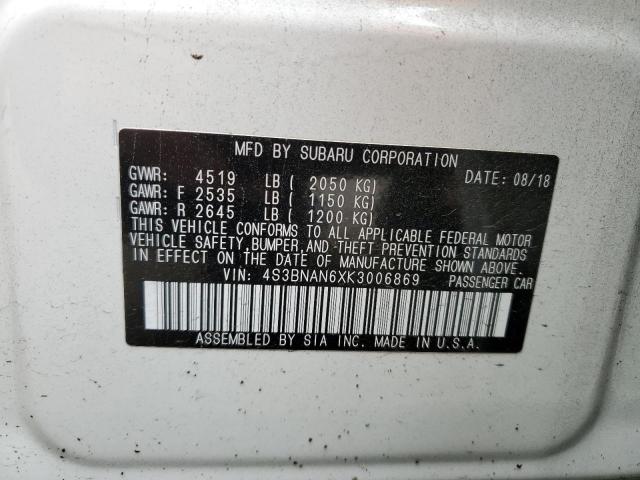 MFD BY SUBARU CORPORATION
DATE: 08/18
GVWR: 4519 LB ( 2050 KG)
GAWR: F 2535 LB ( 1150 KG)
GAWR: R 2645 LB ( 1200 KG)
THIS VEHICLE CONFORMS TO ALL APPLICABLE FEDERAL MOTOR
VEHICLE SAFETY, BUMPER, AND THEFT PREVENTION STANDARDS
IN EFFECT ON THE DATE OF MANUFACTURE SHOWN ABOVE.
VIN: 4S3BNAN6XK3006869 PASSENGER CAR
ASSEMBLED BY SIA INC. MADE IN U.S.A.